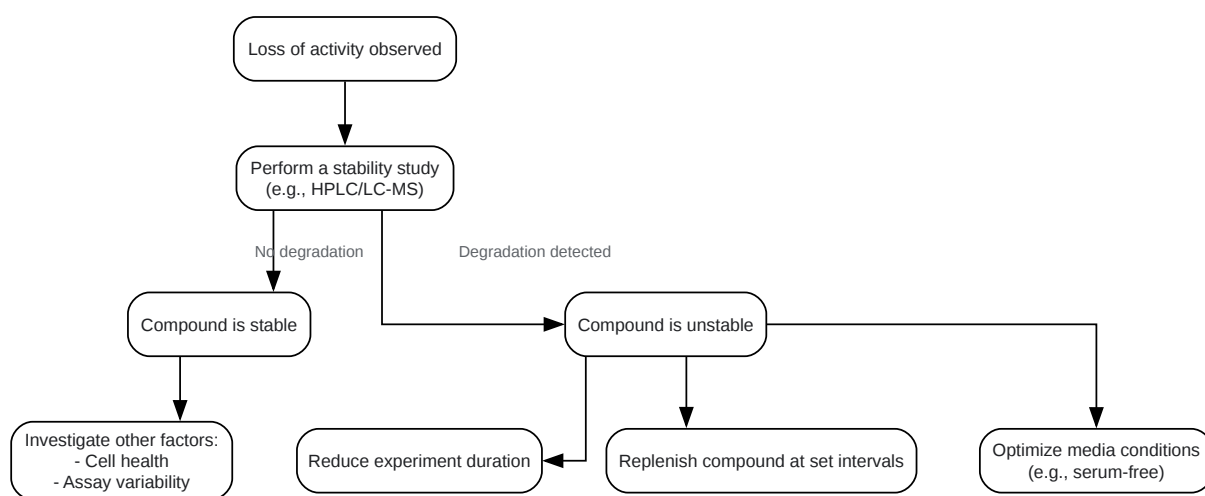 Loss of activity observed
Perform a stability study
(e.g., HPLC/LC-MS)
No degradation
Degradation detected
Compound is stable
Compound is unstable
Investigate other factors:
- Cell health
- Assay variability
Reduce experiment duration
Replenish compound at set intervals
Optimize media conditions
(e.g., serum-free)